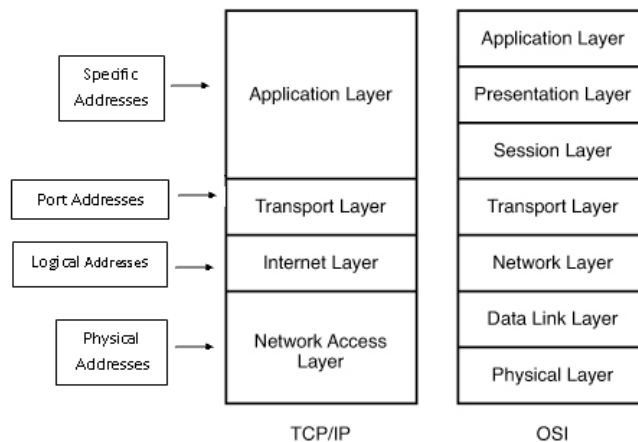 Specific
Addresses
Port Addresses
Logical Addresses
Physical
Addresses
Application Layer
Transport Layer
Internet Layer
Network Access
Layer
TCP/IP
Application Layer
Presentation Layer
Session Layer
Transport Layer
Network Layer
Data Link Layer
Physical Layer
OSI